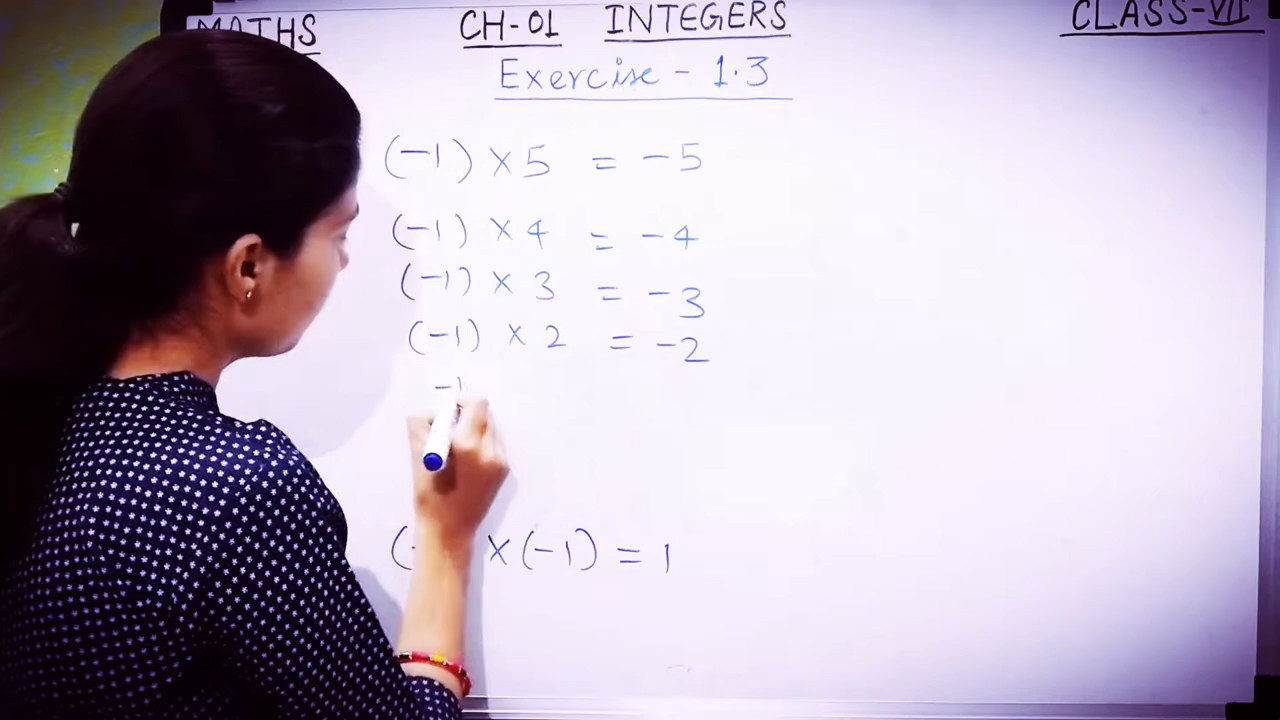 MATHS CH-01 INTEGERS CLASS-VII
Exercise - 1.3
(-1) × 5 = -5
(-1) × 4 = -4
(-1) × 3 = -3
(-1) × 2 = -2
-1
(- × (-1) = 1